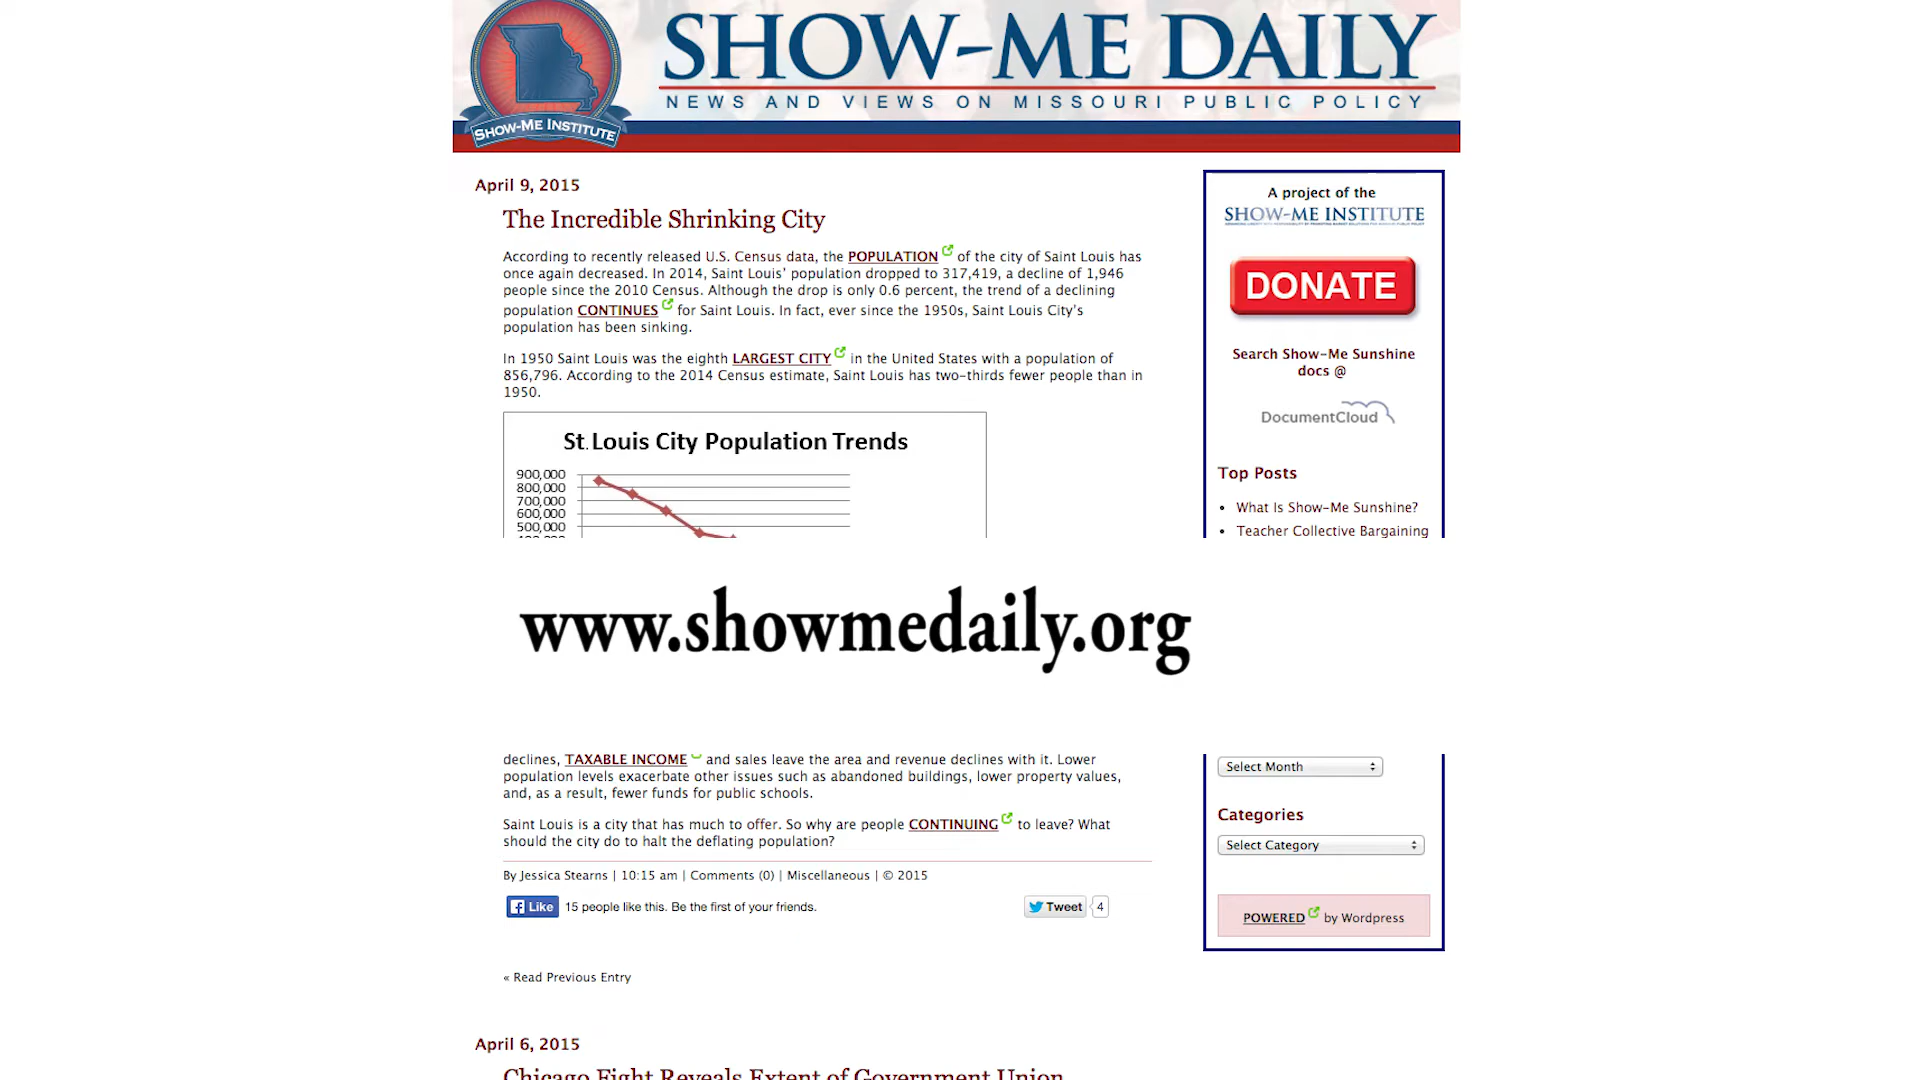 SHOW-ME DAILY
NEWS AND VIEWS ON MISSOURI PUBLIC POLICY
SHOW-ME INSTITUTE
April 9, 2015
The Incredible Shrinking City
According to recently released U.S. Census data, the POPULATION of the city of Saint Louis has
once again decreased. In 2014, Saint Louis' population dropped to 317,419, a decline of 1,946
people since the 2010 Census. Although the drop is only 0.6 percent, the trend of a declining
population CONTINUES for Saint Louis. In fact, ever since the 1950s, Saint Louis City's
population has been sinking.
In 1950 Saint Louis was the eighth LARGEST CITY in the United States with a population of
856,796. According to the 2014 Census estimate, Saint Louis has two-thirds fewer people than in
1950.
St. Louis City Population Trends
900,000
800,000
700,000
600,000
500,000
A project of the
SHOW-ME INSTITUTE
DONATE
Search Show-Me Sunshine
docs @
DocumentCloud
Top Posts
• What Is Show-Me Sunshine?
• Teacher Collective Bargaining
www.showmedaily.org
declines, TAXABLE INCOME and sales leave the area and revenue declines with it. Lower
population levels exacerbate other issues such as abandoned buildings, lower property values,
and, as a result, fewer funds for public schools.
Saint Louis is a city that has much to offer. So why are people CONTINUING to leave? What
should the city do to halt the deflating population?
By Jessica Stearns | 10:15 am | Comments (0) | Miscellaneous | © 2015
Like 15 people like this. Be the first of your friends.
Tweet 4
Select Month
Categories
Select Category
POWERED by Wordpress
« Read Previous Entry
April 6, 2015
Chicago Fight Reveals Extent of Government Union